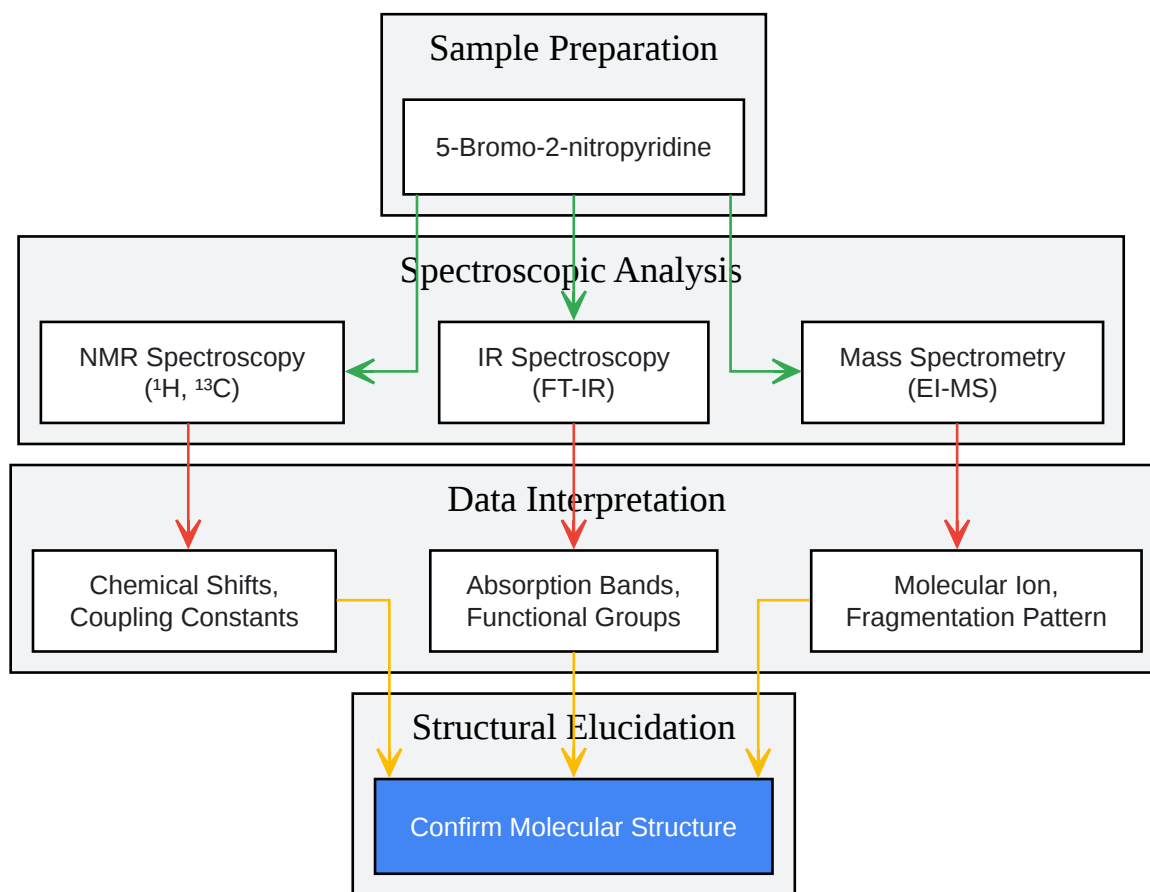 Sample Preparation
5-Bromo-2-nitropyridine
Spectroscopic Analysis
NMR Spectroscopy
(¹H, ¹³C)
IR Spectroscopy
(FT-IR)
Mass Spectrometry
(EI-MS)
Data Interpretation
Chemical Shifts,
Coupling Constants
Absorption Bands,
Functional Groups
Molecular Ion,
Fragmentation Pattern
Structural Elucidation
Confirm Molecular Structure